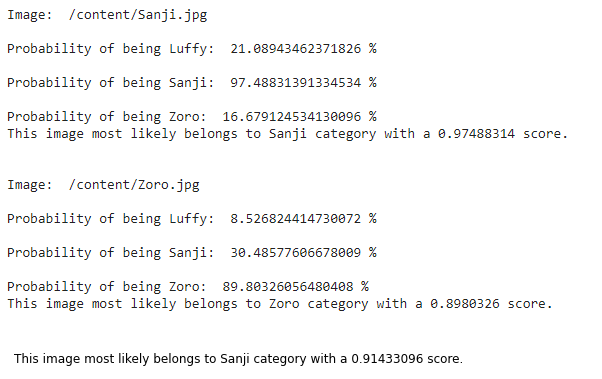 Image:  /content/Sanji.jpg
Probability of being Luffy:  21.08943462371826 %
Probability of being Sanji:  97.48831391334534 %
Probability of being Zoro:  16.679124534130096 %
This image most likely belongs to Sanji category with a 0.97488314 score.
Image:  /content/Zoro.jpg
Probability of being Luffy:  8.526824414730072 %
Probability of being Sanji:  30.48577606678009 %
Probability of being Zoro:  89.80326056480408 %
This image most likely belongs to Zoro category with a 0.8980326 score.
This image most likely belongs to Sanji category with a 0.91433096 score.